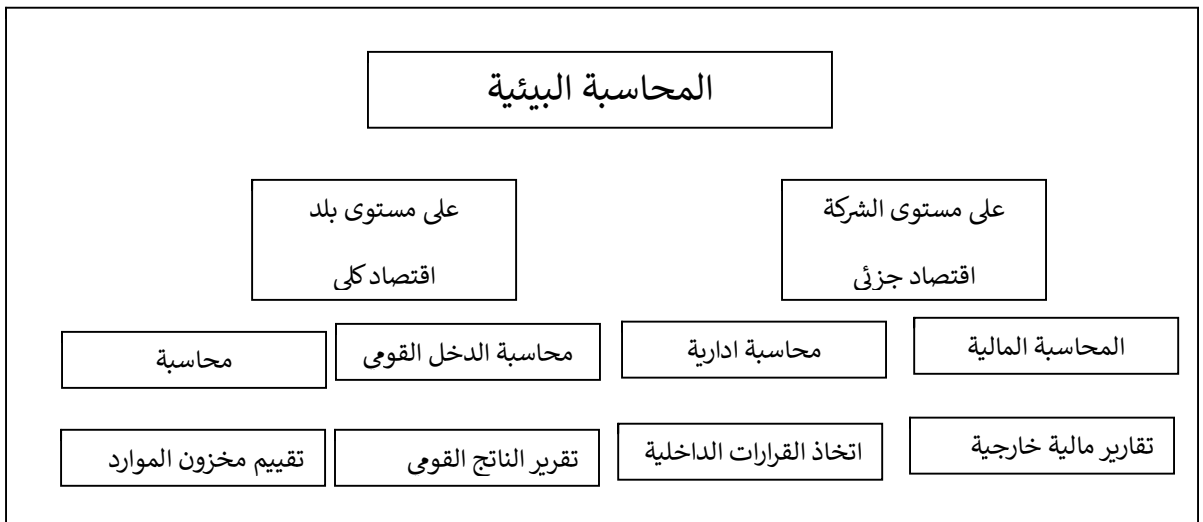 المحاسبة البيئية
على مستوى الشركة
اقتصاد جزئى
على مستوى بلد
اقتصاد كلى
المحاسبة المالية
محاسبة ادارية
محاسبة الدخل القومى
محاسبة
تقارير مالية خارجية
اتخاذ القرارات الداخلية
تقرير الناتج القومى
تقييم مخزون الموارد